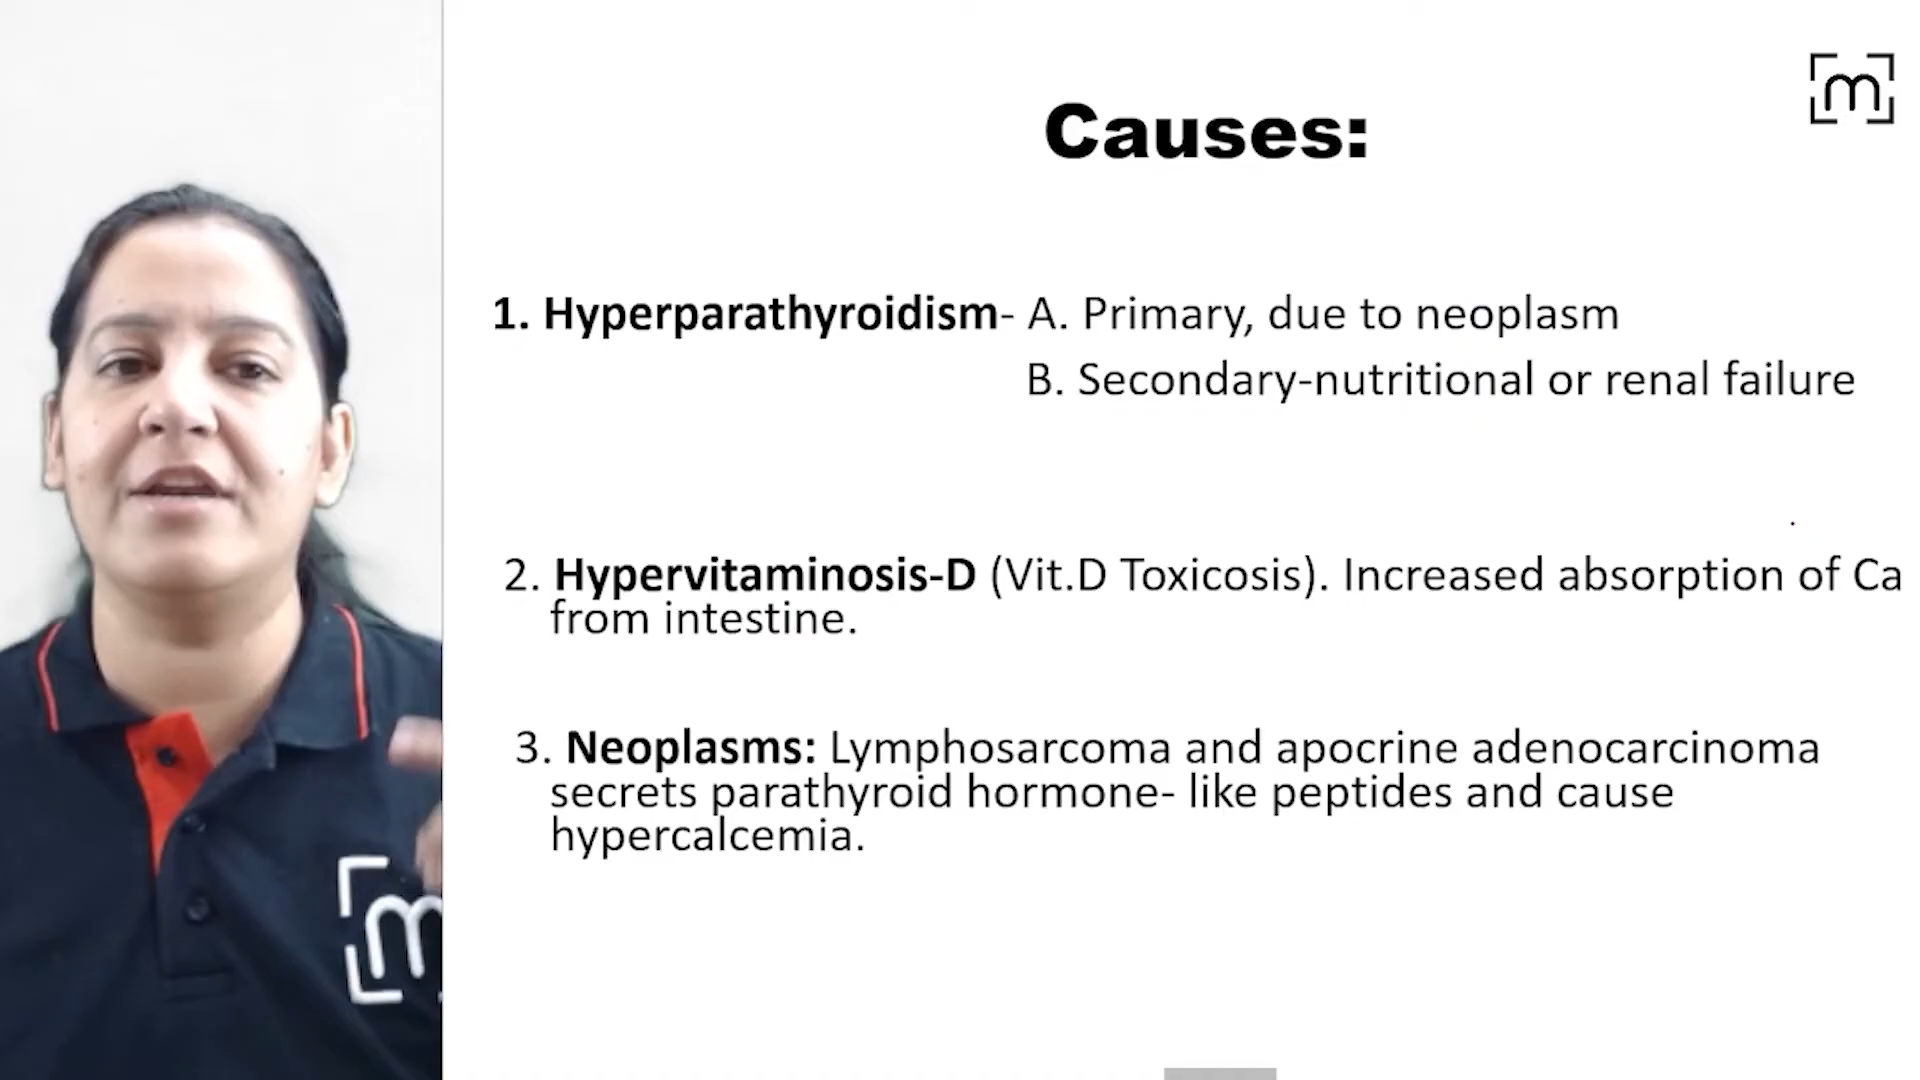 m
Causes:
1. Hyperparathyroidism- A. Primary, due to neoplasm
B. Secondary-nutritional or renal failure
2. Hypervitaminosis-D (Vit.D Toxicosis). Increased absorption of Ca
from intestine.
3. Neoplasms: Lymphosarcoma and apocrine adenocarcinoma
secrets parathyroid hormone- like peptides and cause
hypercalcemia.
m